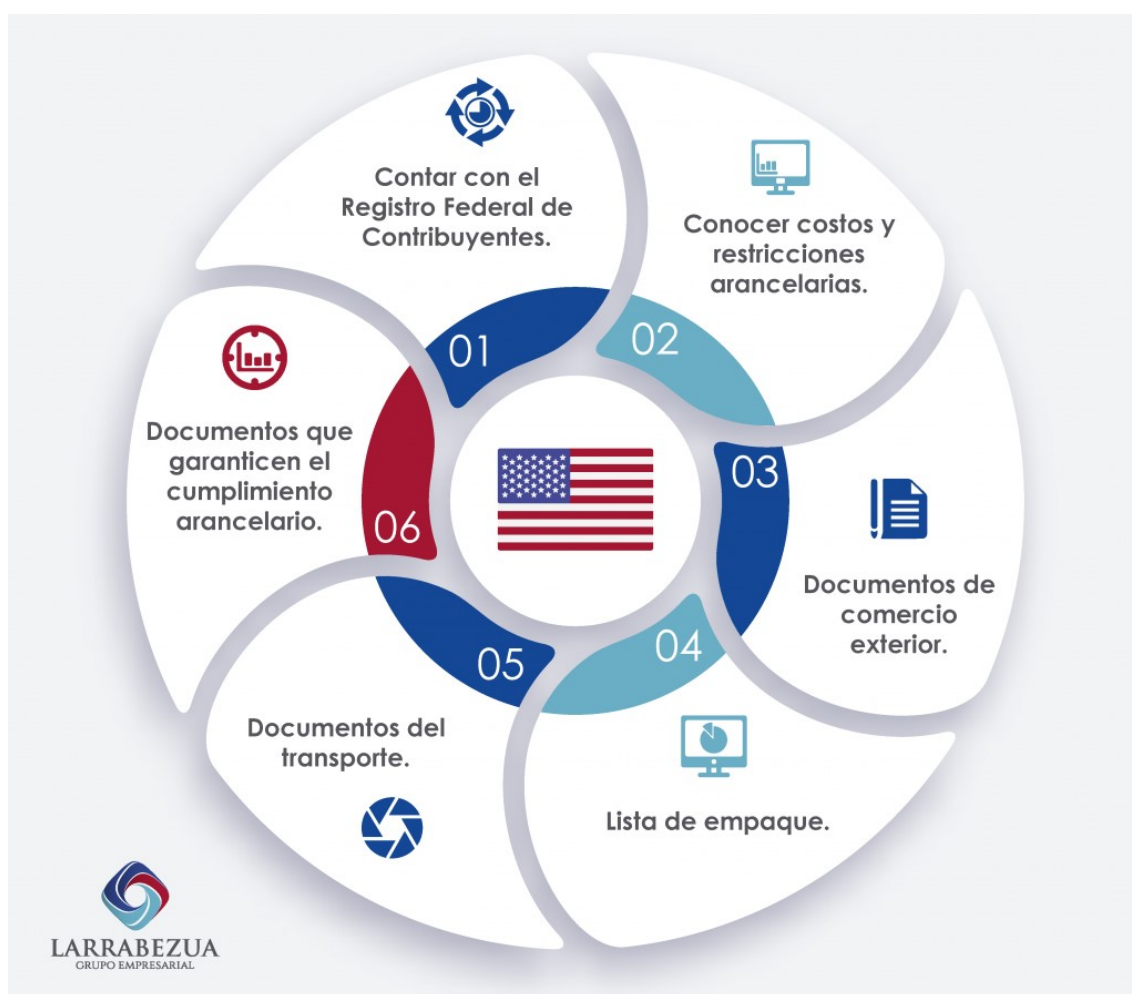 01
Contar con el
Registro Federal de
Contribuyentes.
02
Conocer costos y
restricciones
arancelarias.
03
Documentos de
comercio
exterior.
04
Lista de empaque.
05
Documentos del
transporte.
06
Documentos que
garanticen el
cumplimiento
arancelario.
LARRABEZUA
GRUPO EMPRESARIAL